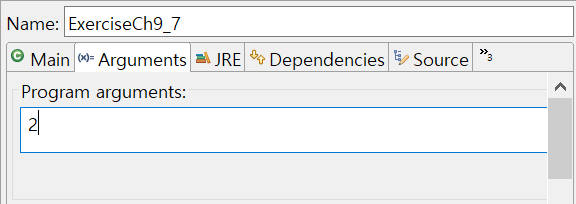 Name: ExerciseCh9_7
Main (x)= Arguments JRE Dependencies Source »3
Program arguments:
2